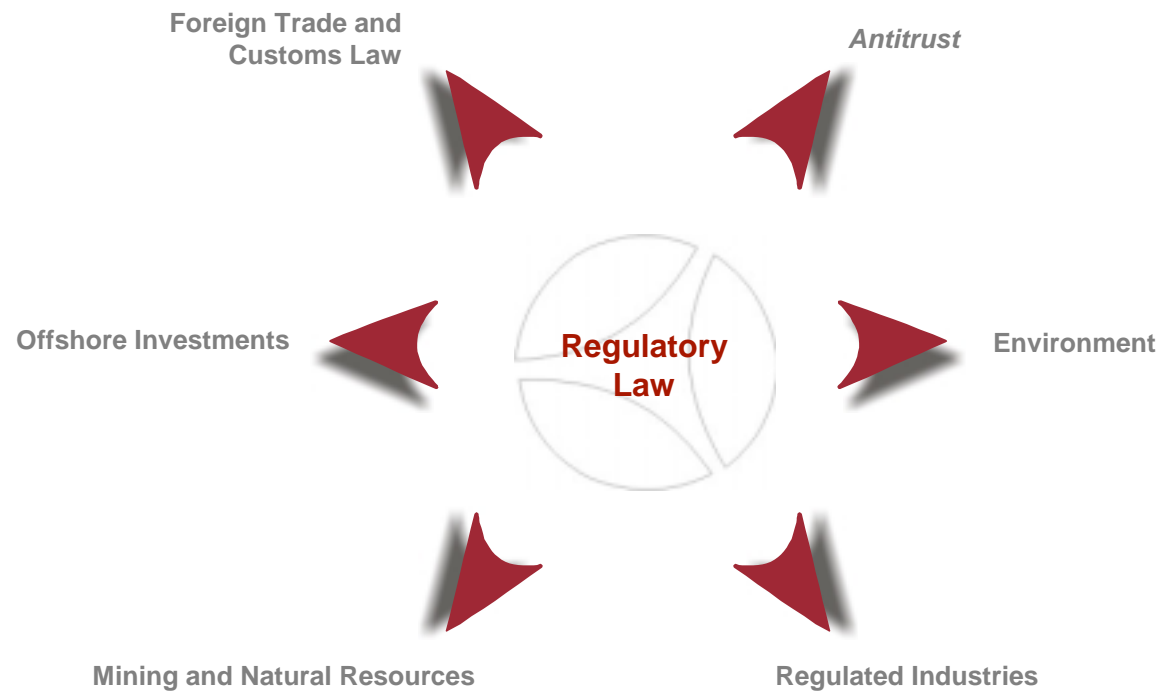 Foreign Trade and
Customs Law
Antitrust
Offshore Investments
Regulatory
Law
Environment
Mining and Natural Resources
Regulated Industries